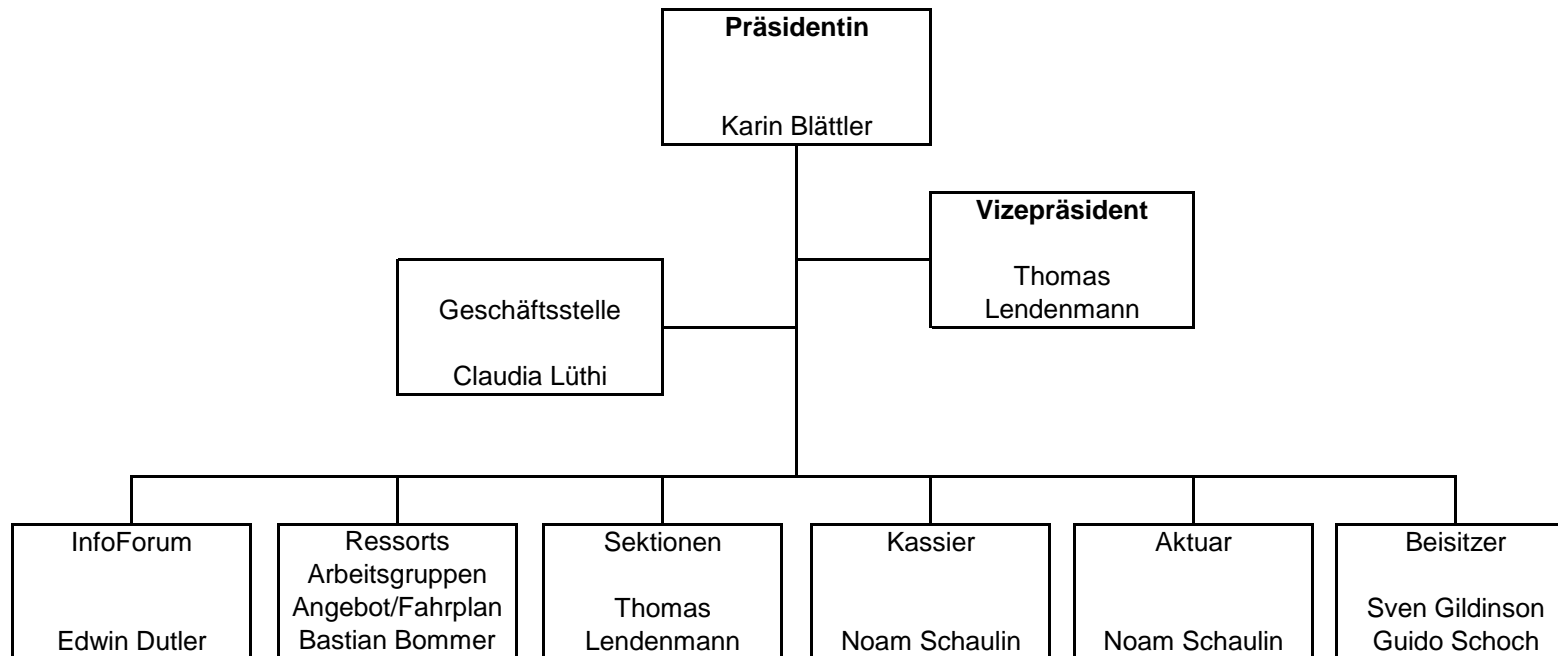 Präsidentin
Karin Blättler
Vizepräsident
Thomas
Lendenmann
Geschäftsstelle
Claudia Lüthi
InfoForum
Edwin Dutler
Ressorts
Arbeitsgruppen
Angebot/Fahrplan
Bastian Bommer
Sektionen
Thomas
Lendenmann
Kassier
Noam Schaulin
Aktuar
Noam Schaulin
Beisitzer
Sven Gildinson
Guido Schoch